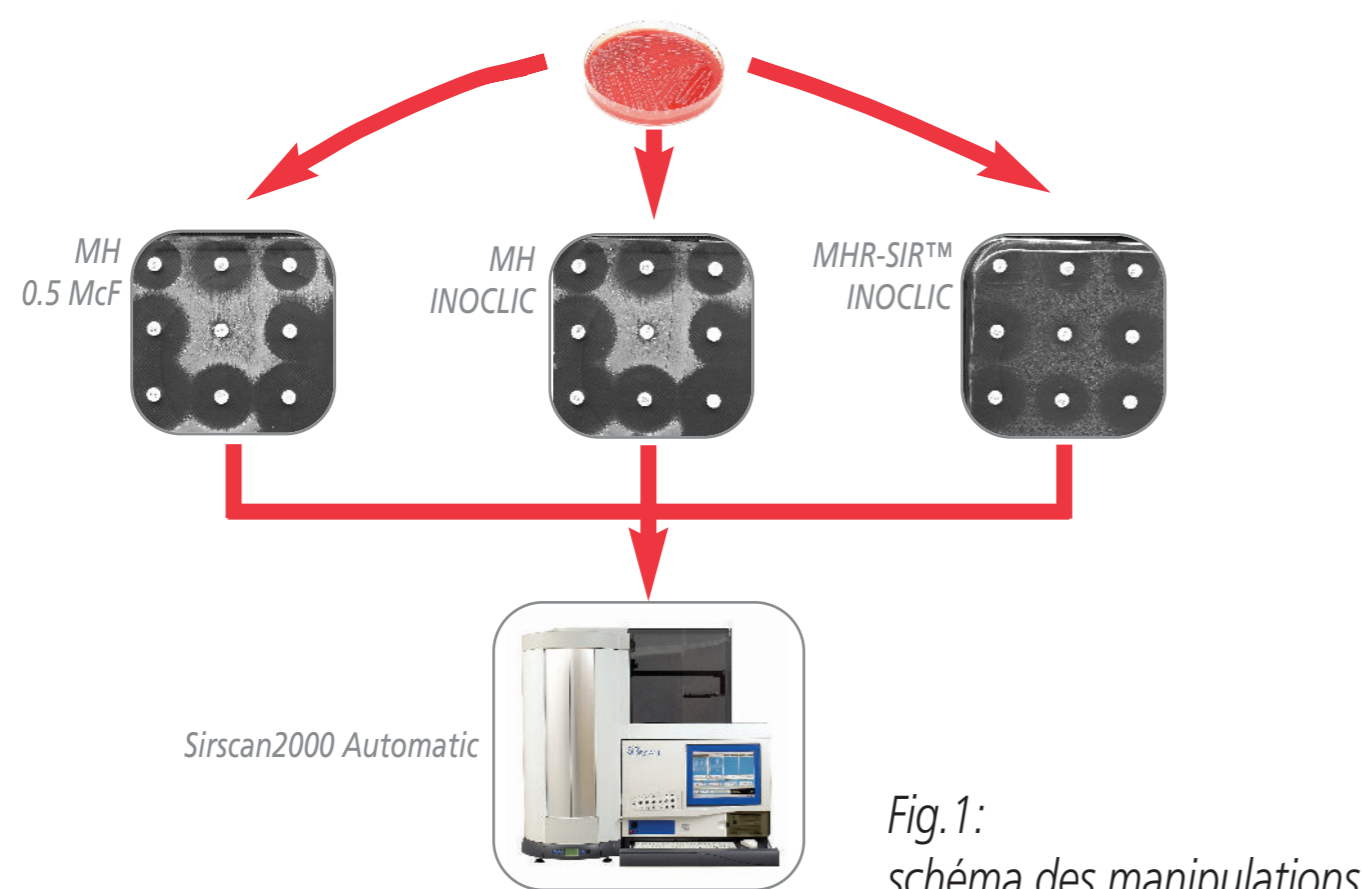 MH
0.5 McF
MH
INOCLIC
MHR-SIR™
INOCLIC
Sirscan2000 Automatic
Fig.1:
schéma des manipulations